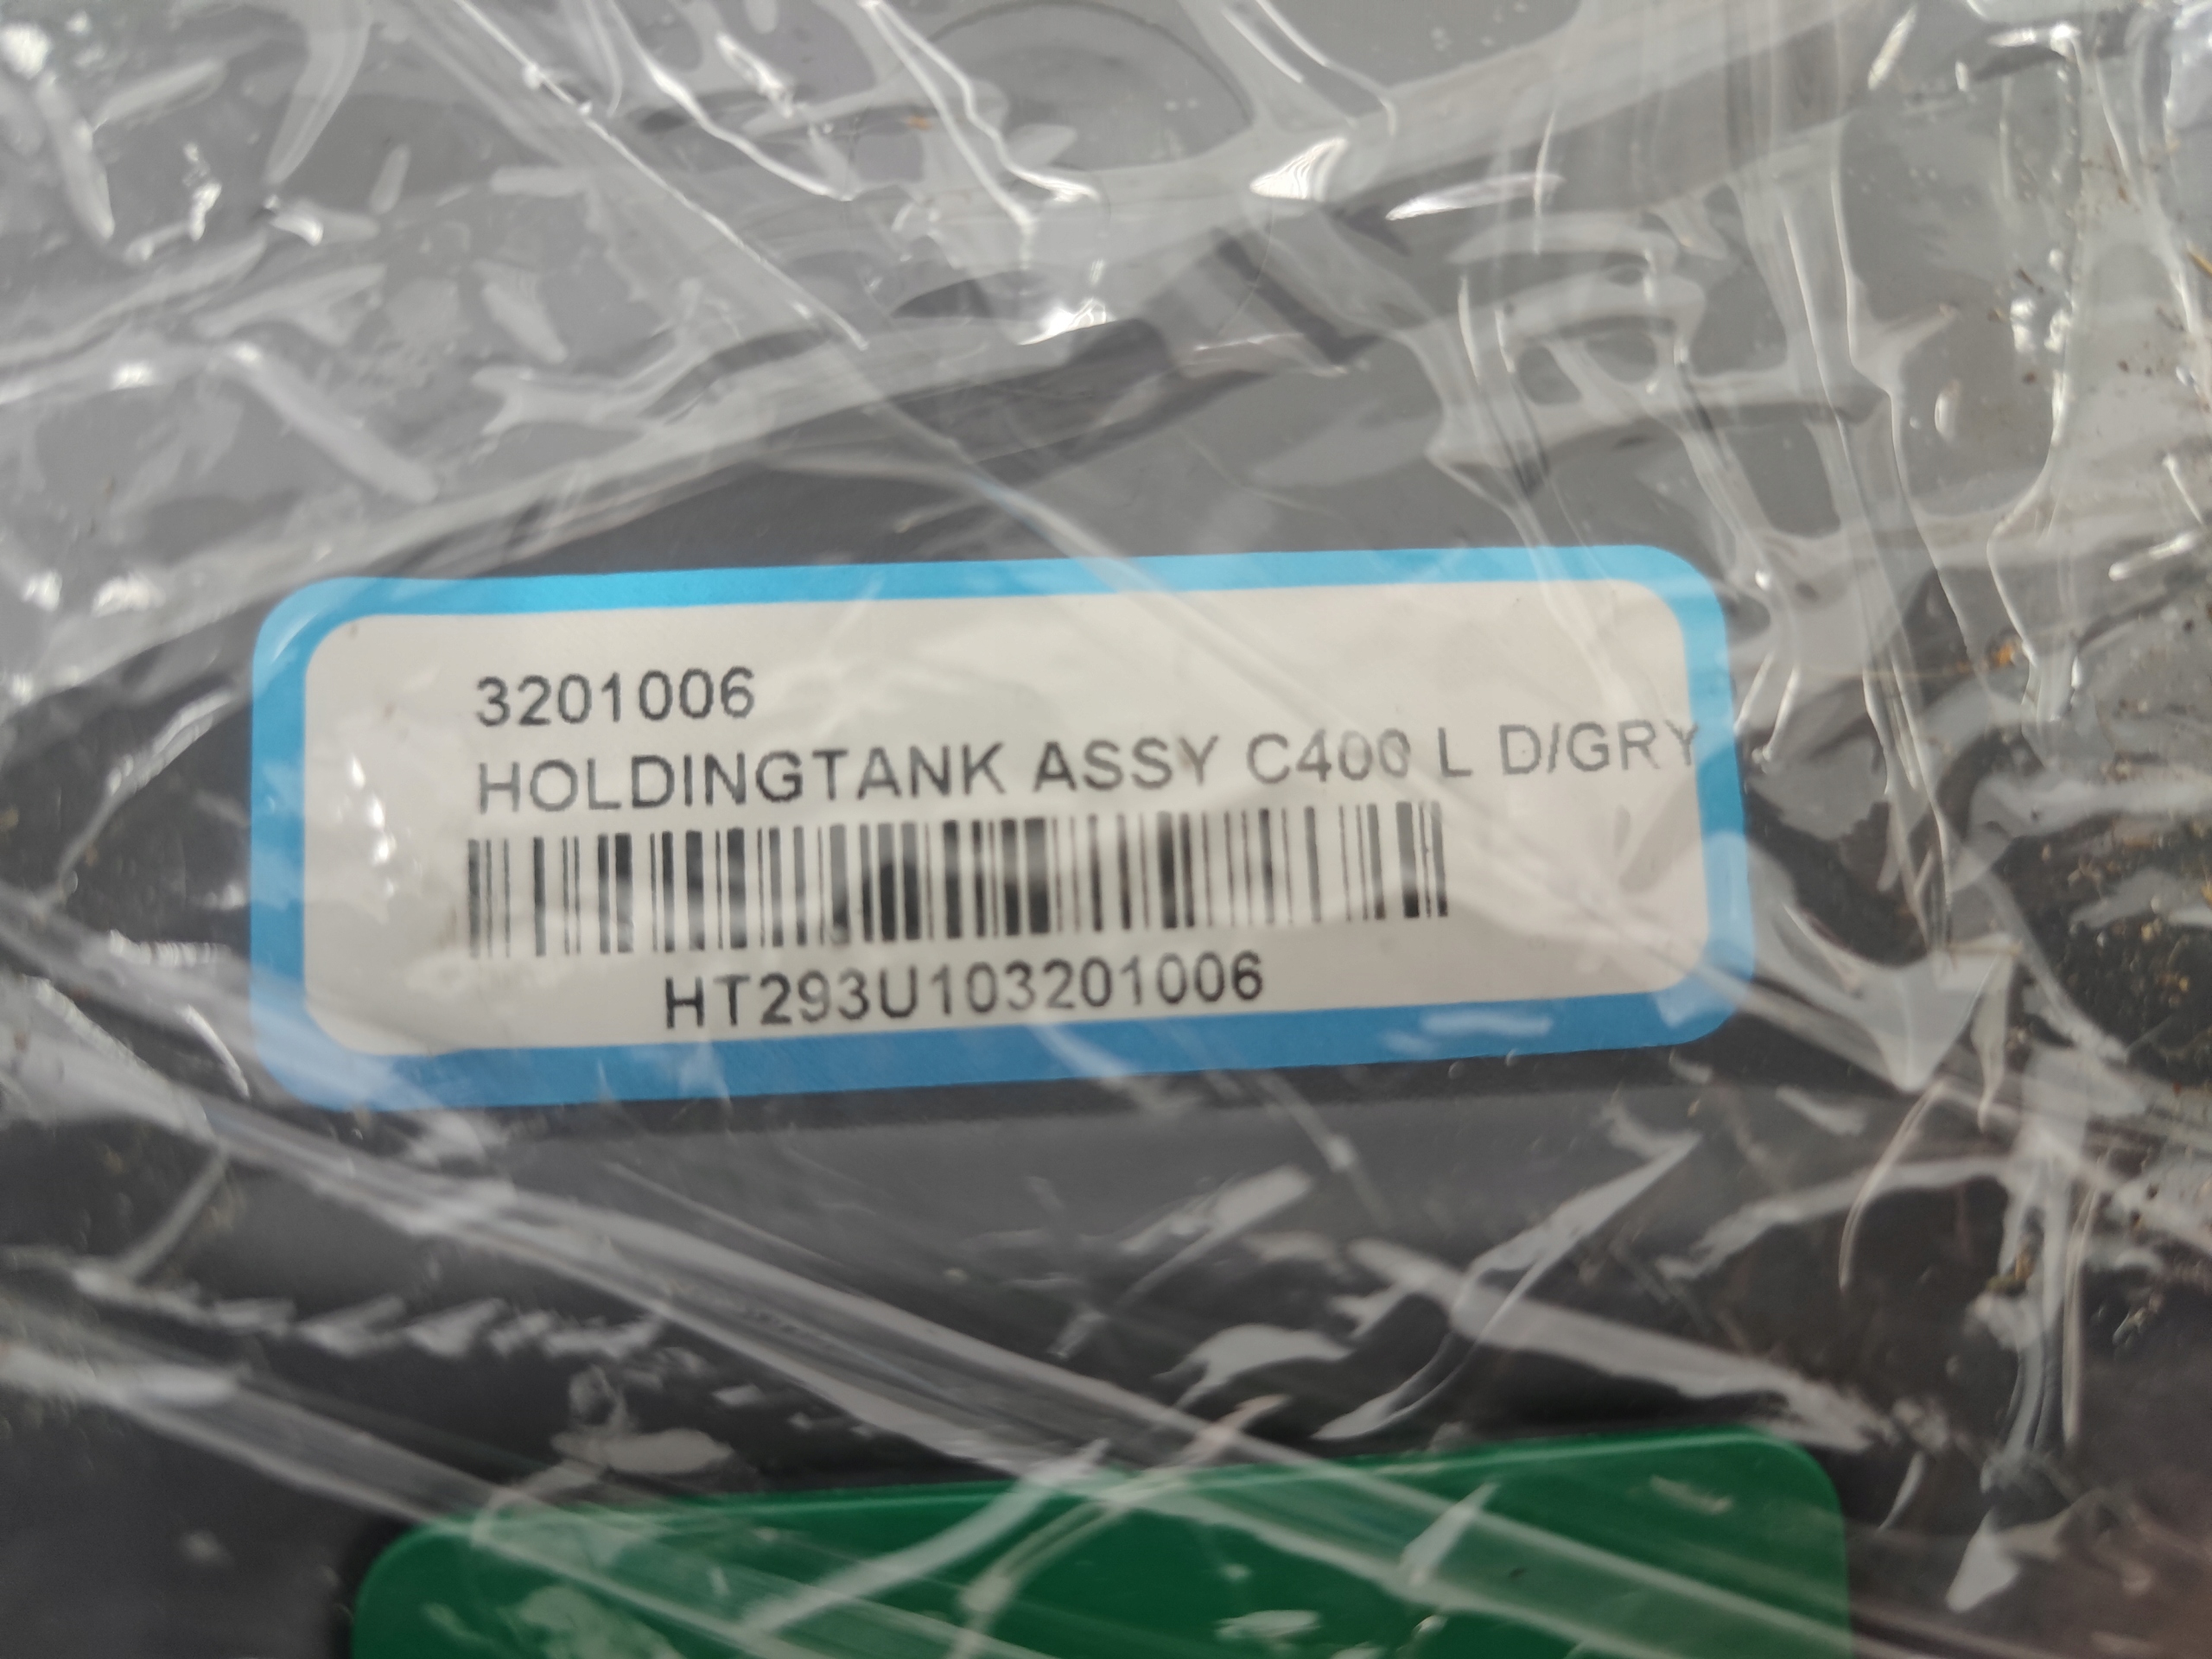 3201006
HOLDINGTANK ASSY C400 L D/GRY
HT293U103201006